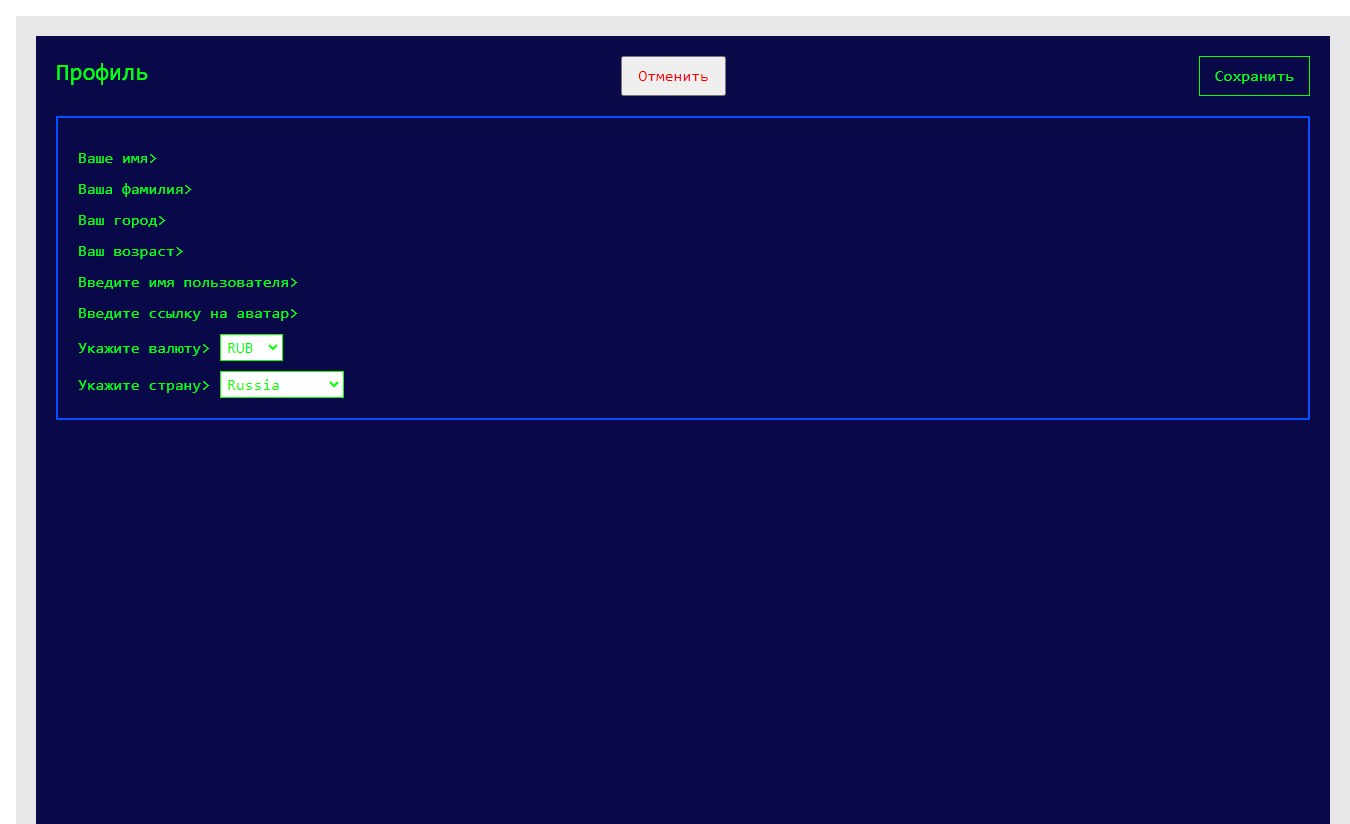 Профиль
Отменить
Сохранить
Ваше имя>
Ваша фамилия>
Ваш город>
Ваш возраст>
Введите имя пользователя>
Введите ссылку на аватар>
Укажите валюту> RUB
Укажите страну> Russia